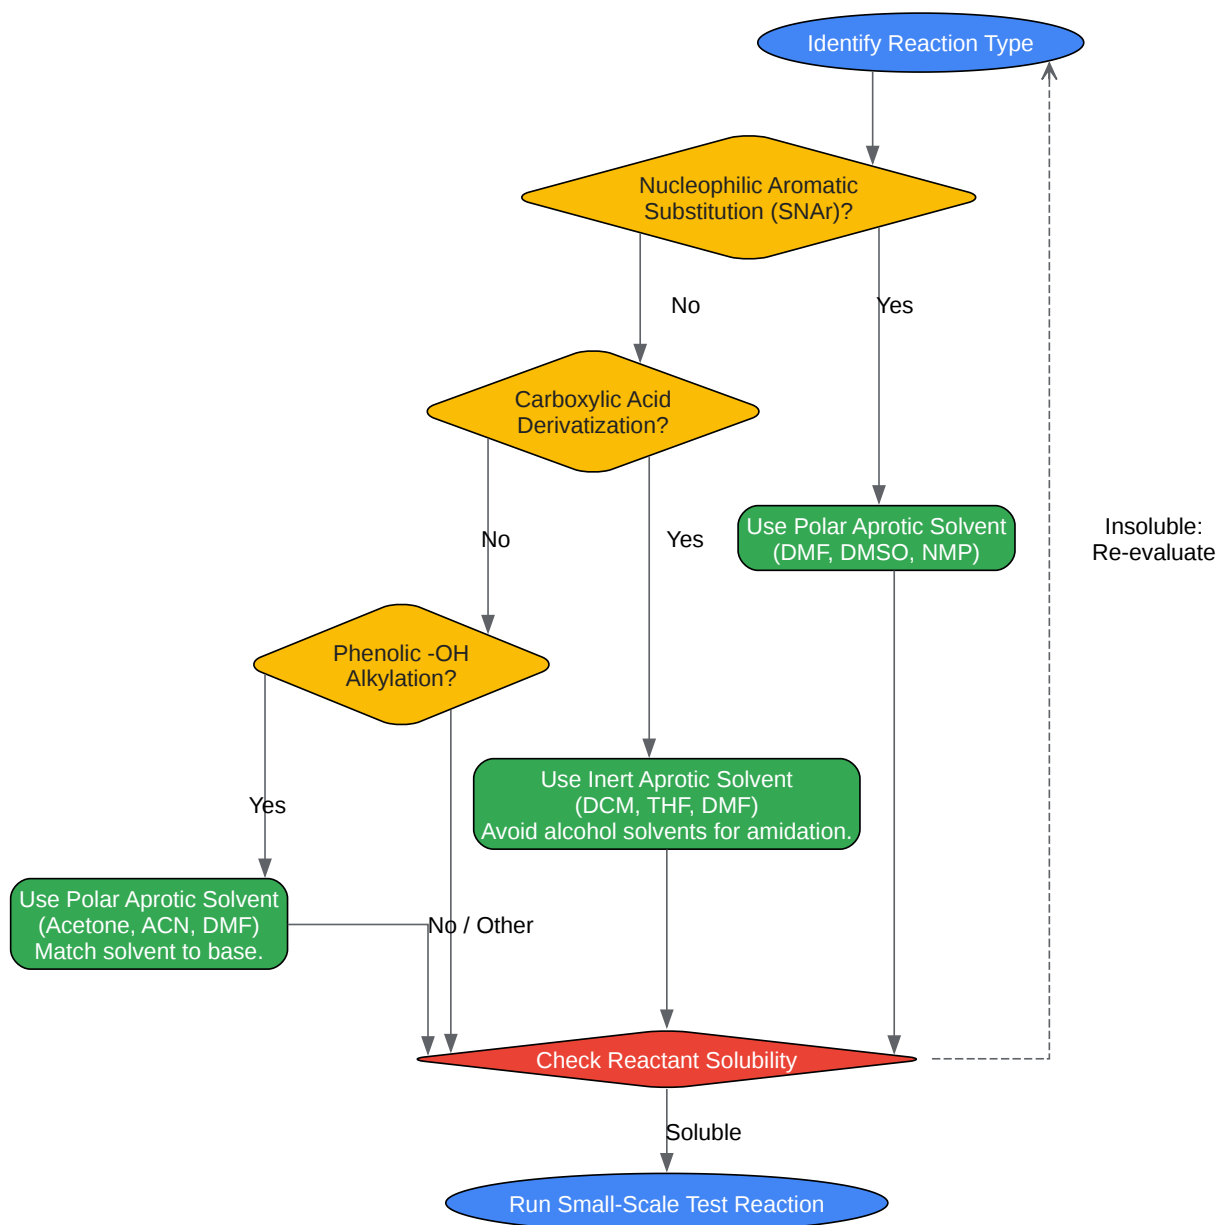 Identify Reaction Type
Nucleophilic Aromatic
Substitution (SNAr)?
No
Yes
Carboxylic Acid
Derivatization?
No
Yes
Use Polar Aprotic Solvent
(DMF, DMSO, NMP)
Insoluble:
Re-evaluate
Phenolic -OH
Alkylation?
Use Inert Aprotic Solvent
(DCM, THF, DMF)
Avoid alcohol solvents for amidation.
Yes
Use Polar Aprotic Solvent
(Acetone, ACN, DMF)
Match solvent to base.
No / Other
Check Reactant Solubility
Soluble
Run Small-Scale Test Reaction